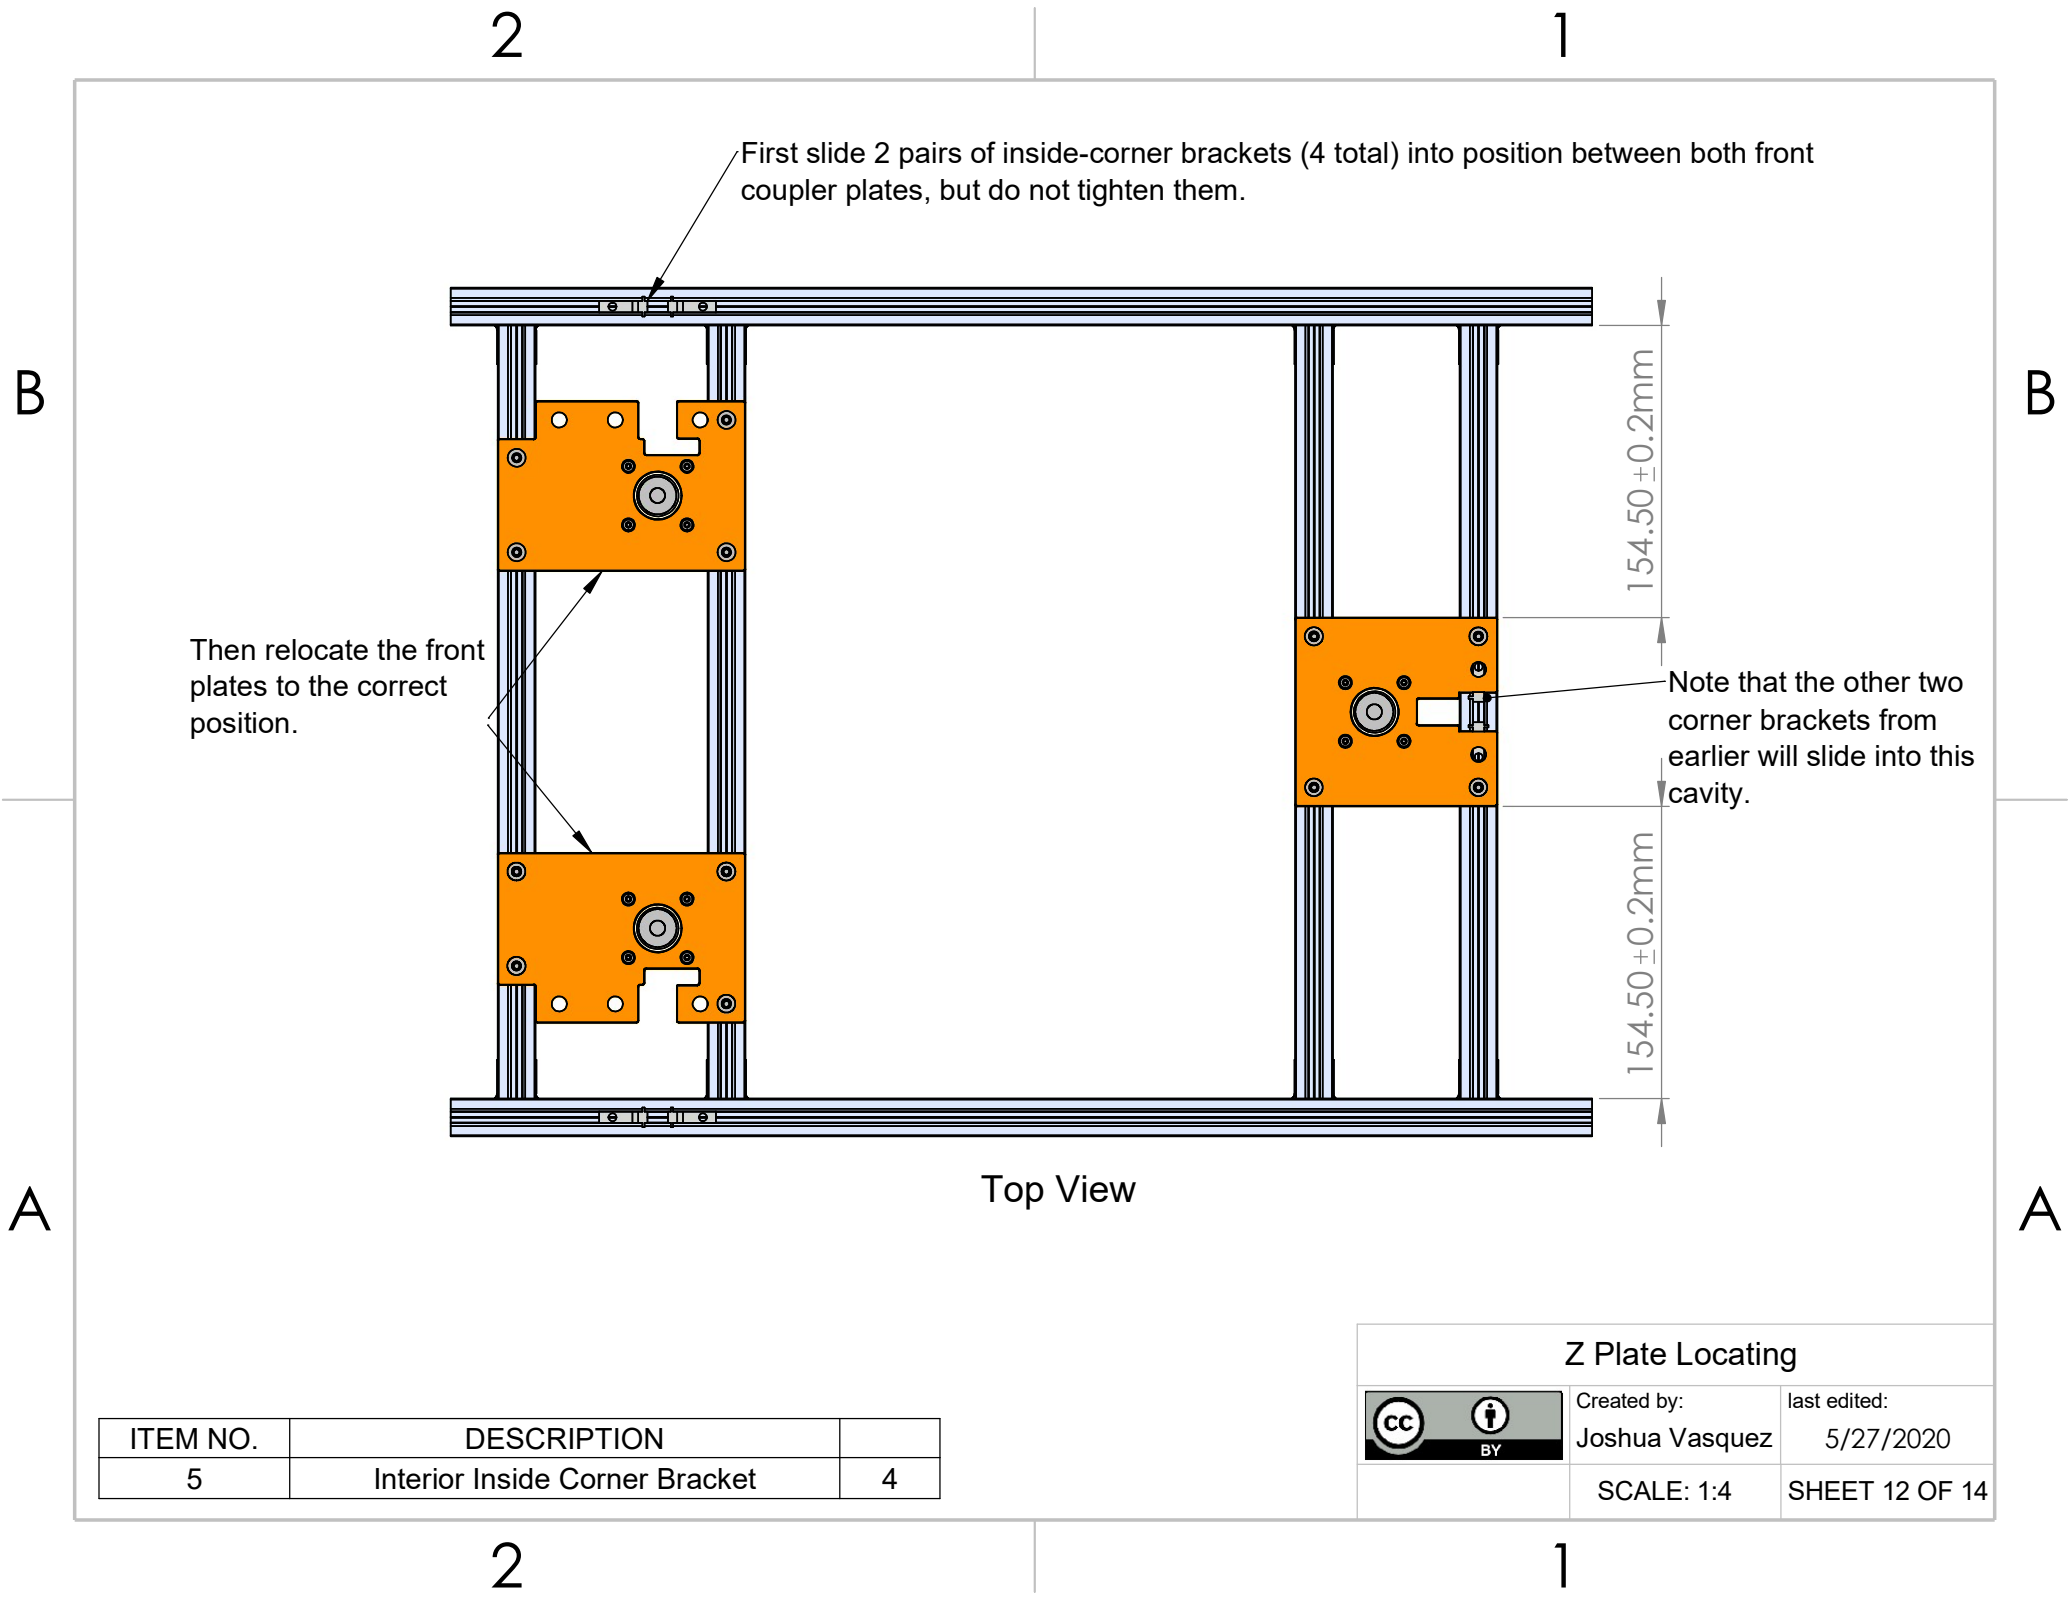 2
1
First slide 2 pairs of inside-corner brackets (4 total) into position between both front
coupler plates, but do not tighten them.
B
B
154.50±0.2mm
Then relocate the front
plates to the correct
position.
Note that the other two
corner brackets from
earlier will slide into this
cavity.
154.50±0.2mm
Top View
A
A
Z Plate Locating
CC
BY
Created by:
Joshua Vasquez
last edited:
5/27/2020
SCALE: 1:4
SHEET 12 OF 14
ITEM NO.
DESCRIPTION
5
Interior Inside Corner Bracket
4
2
1